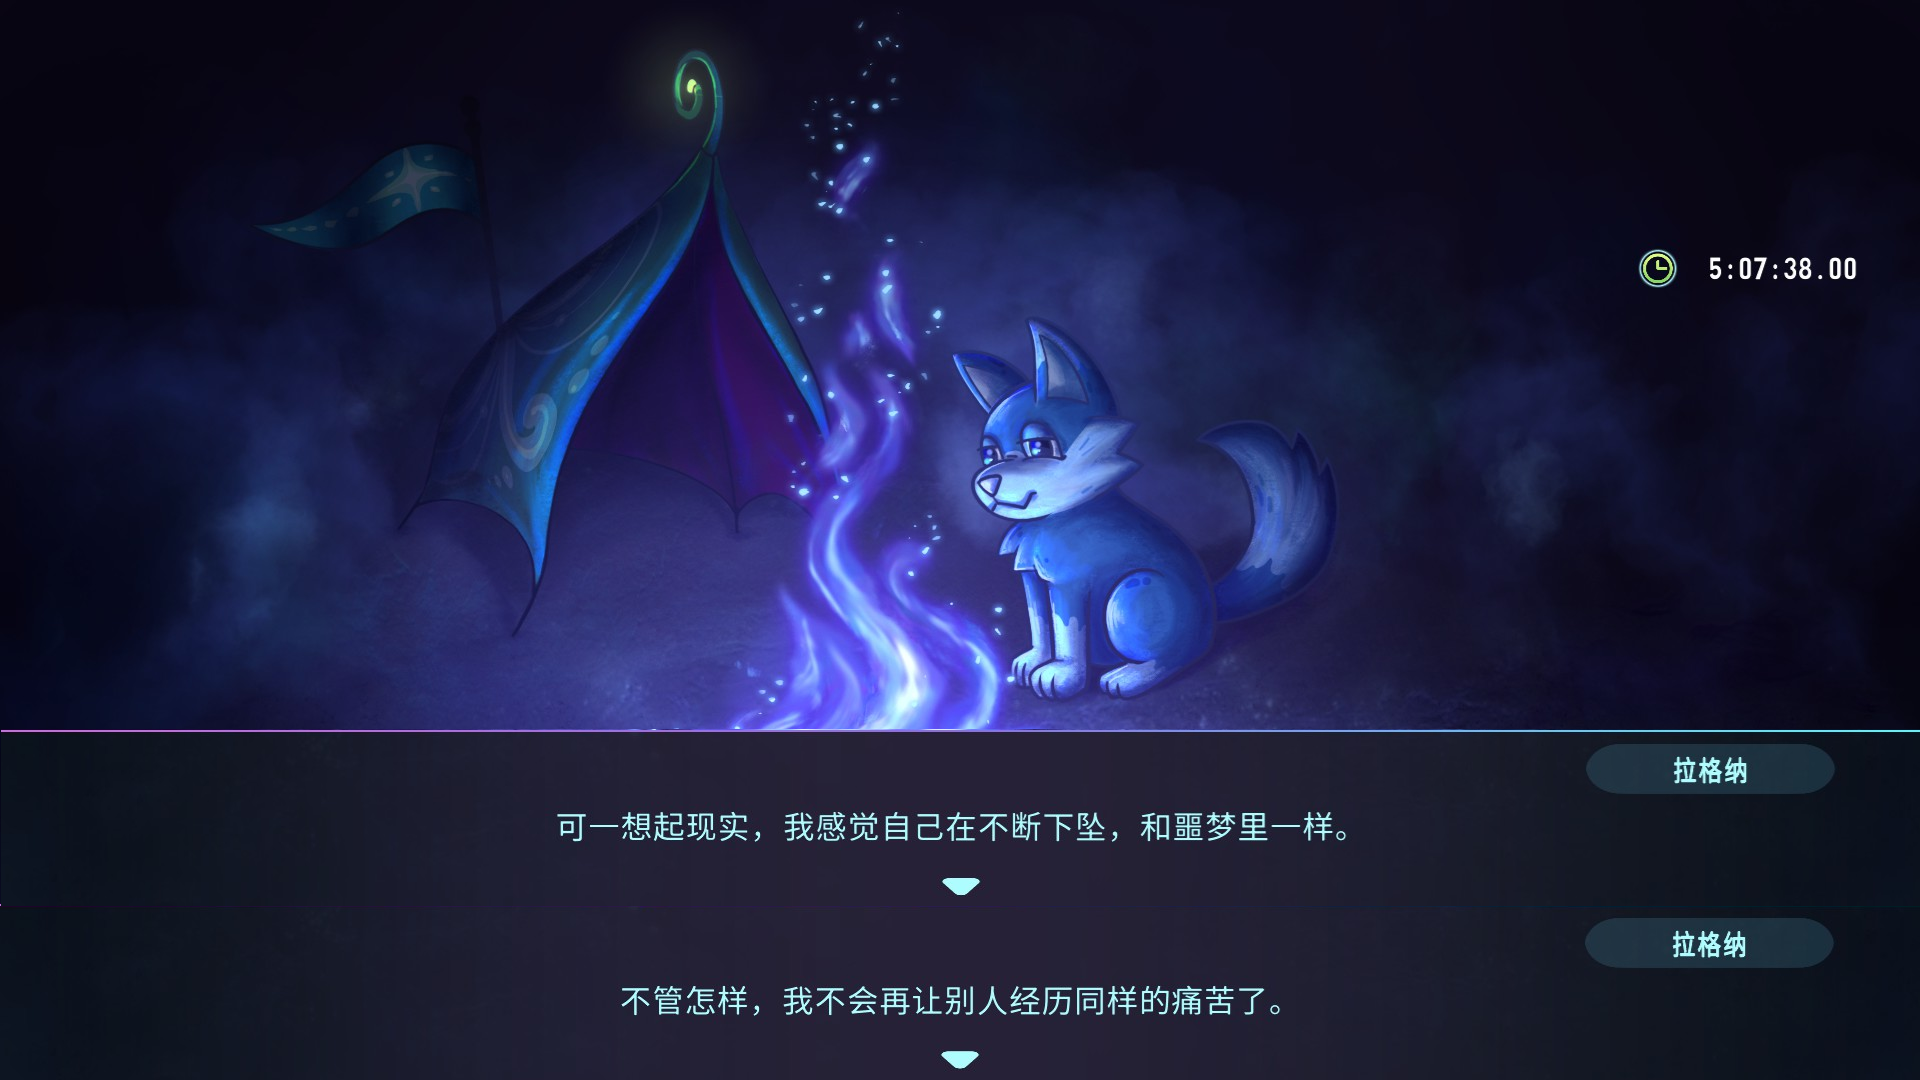 5:07:38.00
拉格纳
可一想起现实，我感觉自己在不断下坠，和噩梦里一样。
拉格纳
不管怎样，我不会再让别人经历同样的痛苦了。